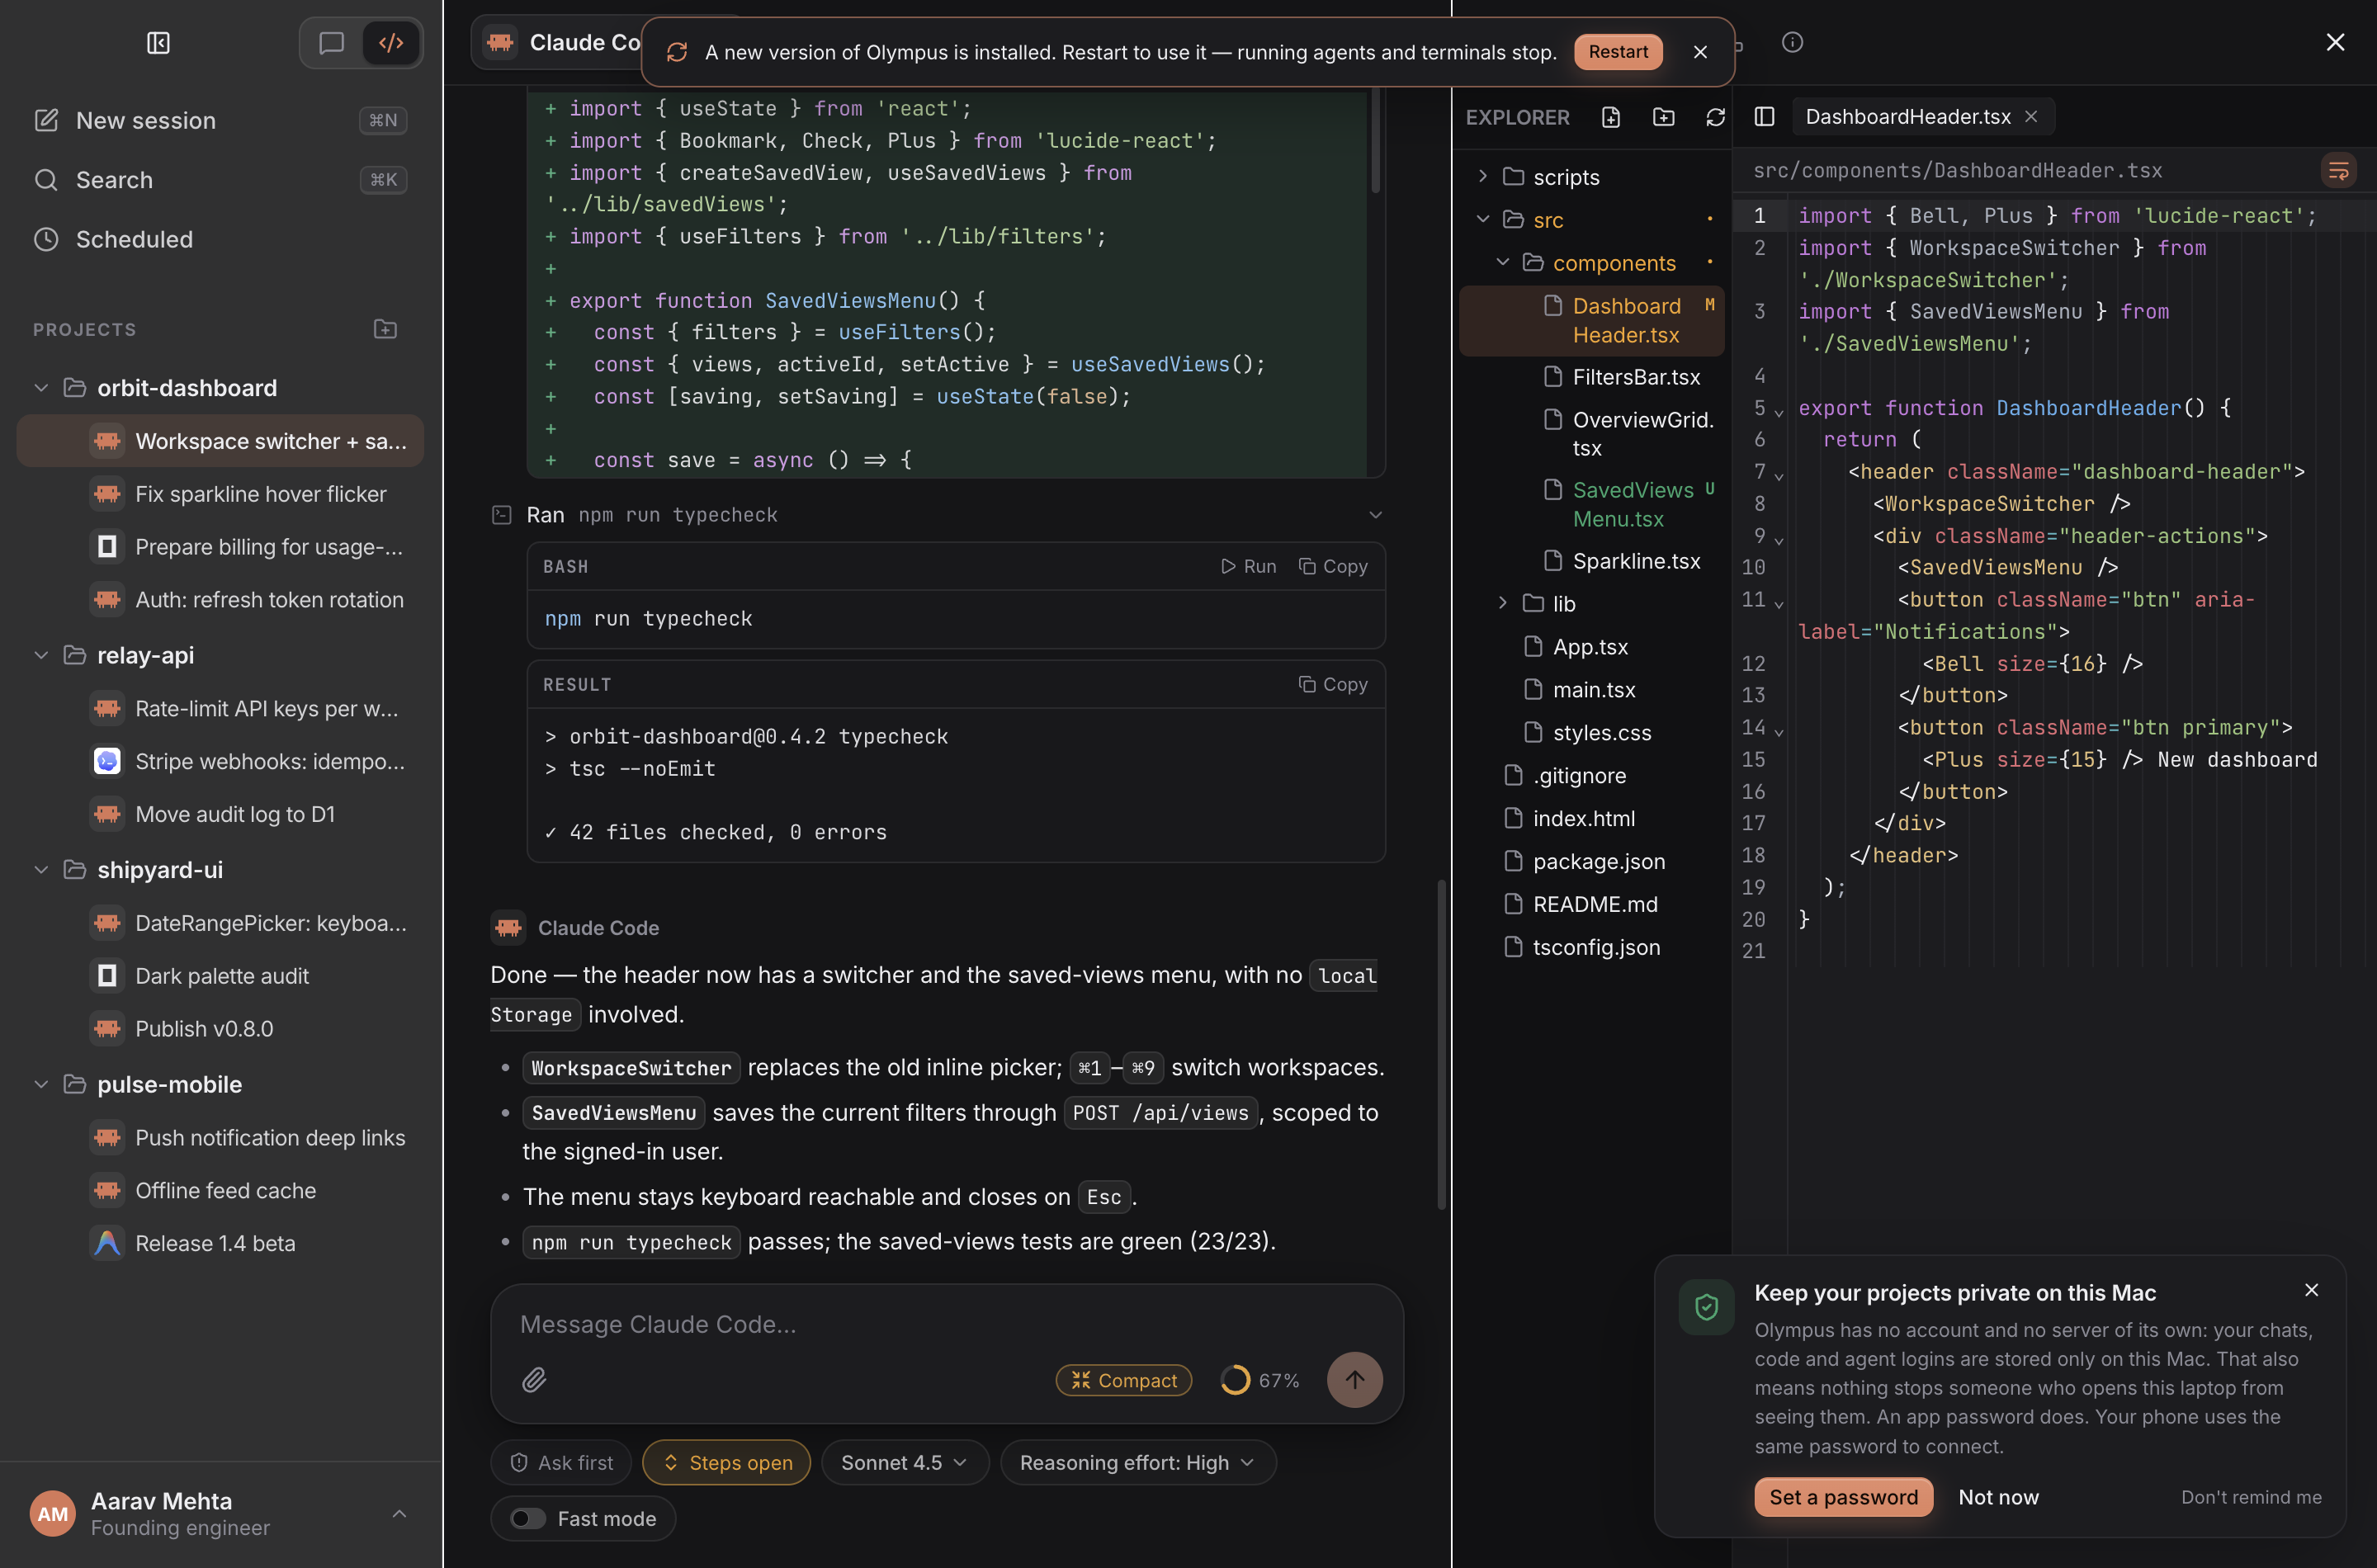 New session ⌘N
Search ⌘K
Scheduled
PROJECTS
orbit-dashboard
Workspace switcher + sa...
Fix sparkline hover flicker
Prepare billing for usage-...
Auth: refresh token rotation
relay-api
Rate-limit API keys per w...
Stripe webhooks: idempo...
Move audit log to D1
shipyard-ui
DateRangePicker: keyboa...
Dark palette audit
Publish v0.8.0
pulse-mobile
Push notification deep links
Offline feed cache
Release 1.4 beta
AM
Aarav Mehta
Founding engineer
Claude Co
A new version of Olympus is installed. Restart to use it — running agents and terminals stop. Restart
+ import { useState } from 'react';
+ import { Bookmark, Check, Plus } from 'lucide-react';
+ import { createSavedView, useSavedViews } from
'../lib/savedViews';
+ import { useFilters } from '../lib/filters';
+
+ export function SavedViewsMenu() {
+ const { filters } = useFilters();
+ const { views, activeId, setActive } = useSavedViews();
+ const [saving, setSaving] = useState(false);
+
+ const save = async () => {
Ran npm run typecheck
BASH Run Copy
npm run typecheck
RESULT Copy
> orbit-dashboard@0.4.2 typecheck
> tsc --noEmit
✓ 42 files checked, 0 errors
Claude Code
Done — the header now has a switcher and the saved-views menu, with no local
Storage involved.
• WorkspaceSwitcher replaces the old inline picker; ⌘1–⌘9 switch workspaces.
• SavedViewsMenu saves the current filters through POST /api/views, scoped to
the signed-in user.
• The menu stays keyboard reachable and closes on Esc.
• npm run typecheck passes; the saved-views tests are green (23/23).
Message Claude Code...
Compact 67%
Ask first Steps open Sonnet 4.5 Reasoning effort: High
Fast mode
EXPLORER
scripts
src •
components •
Dashboard M
Header.tsx
FiltersBar.tsx
OverviewGrid.
tsx
SavedViews U
Menu.tsx
Sparkline.tsx
lib
App.tsx
main.tsx
styles.css
.gitignore
index.html
package.json
README.md
tsconfig.json
DashboardHeader.tsx
src/components/DashboardHeader.tsx
1 import { Bell, Plus } from 'lucide-react';
2 import { WorkspaceSwitcher } from
'./WorkspaceSwitcher';
3 import { SavedViewsMenu } from
'./SavedViewsMenu';
4
5 export function DashboardHeader() {
6 return (
7 <header className="dashboard-header">
8 <WorkspaceSwitcher />
9 <div className="header-actions">
10 <SavedViewsMenu />
11 <button className="btn" aria-
label="Notifications">
12 <Bell size={16} />
13 </button>
14 <button className="btn primary">
15 <Plus size={15} /> New dashboard
16 </button>
17 </div>
18 </header>
19 );
20 }
21
Keep your projects private on this Mac
Olympus has no account and no server of its own: your chats,
code and agent logins are stored only on this Mac. That also
means nothing stops someone who opens this laptop from
seeing them. An app password does. Your phone uses the
same password to connect.
Set a password Not now Don't remind me